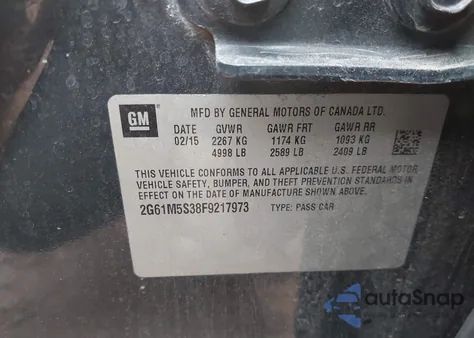 GM
MFD BY GENERAL MOTORS OF CANADA LTD.
DATE GVWR GAWR FRT GAWR RR
02/15 2267 KG 1174 KG 1093 KG
4998 LB 2589 LB 2409 LB
THIS VEHICLE CONFORMS TO ALL APPLICABLE U.S. FEDERAL MOTOR
VEHICLE SAFETY, BUMPER, AND THEFT PREVENTION STANDARDS IN
EFFECT ON THE DATE OF MANUFACTURE SHOWN ABOVE.
2G61M5S38F9217973 TYPE: PASS CAR
autoSnap